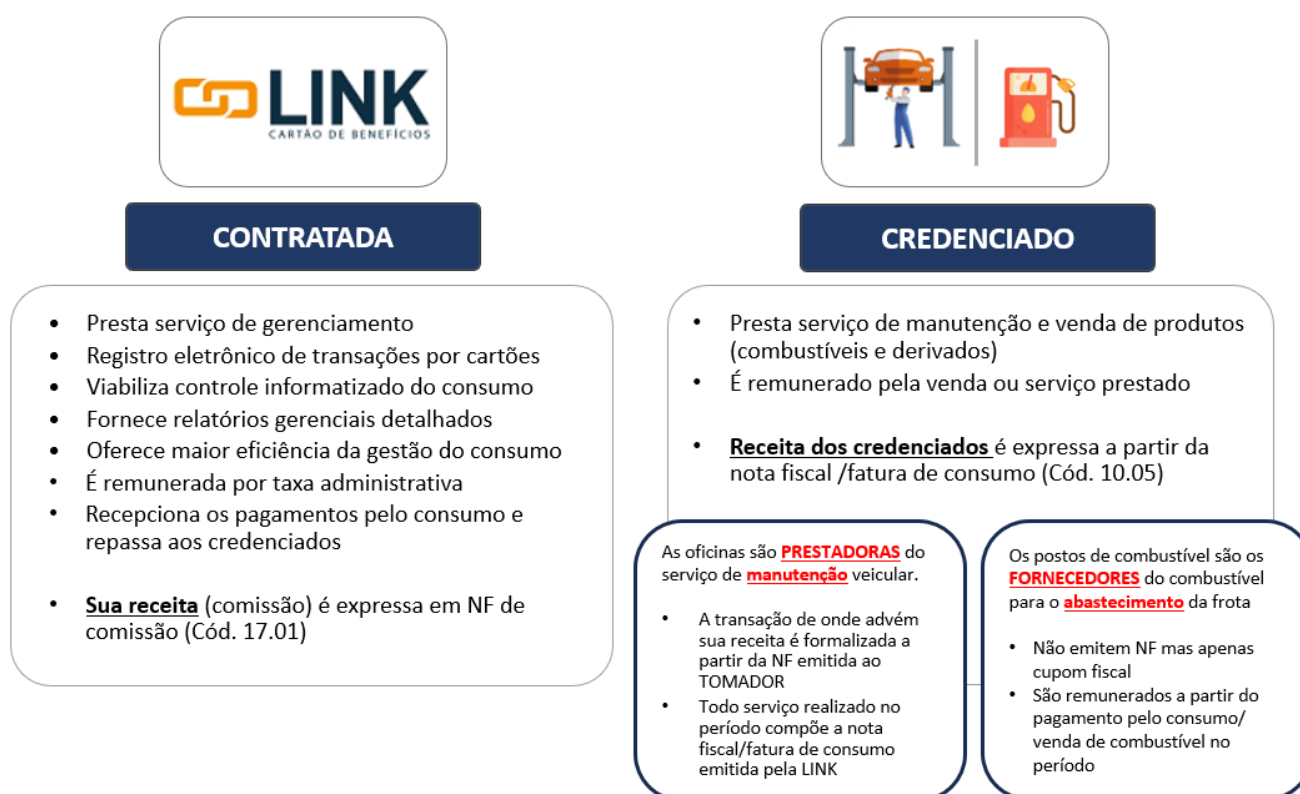 LINK
CARTÃO DE BENEFÍCIOS
CONTRATADA
• Presta serviço de gerenciamento
• Registro eletrônico de transações por cartões
• Viabiliza controle informatizado do consumo
• Fornece relatórios gerenciais detalhados
• Oferece maior eficiência da gestão do consumo
• É remunerada por taxa administrativa
• Recepciona os pagamentos pelo consumo e
repassa aos credenciados
• Sua receita (comissão) é expressa em NF de
comissão (Cód. 17.01)
CREDENCIADO
• Presta serviço de manutenção e venda de produtos
(combustíveis e derivados)
• É remunerado pela venda ou serviço prestado
• Receita dos credenciados é expressa a partir da
nota fiscal /fatura de consumo (Cód. 10.05)
As oficinas são PRESTADORAS do
serviço de manutenção veicular.
• A transação de onde advém
sua receita é formalizada a
partir da NF emitida ao
TOMADOR
• Todo serviço realizado no
período compõe a nota
fiscal/fatura de consumo
emitida pela LINK
Os postos de combustível são os
FORNECEDORES do combustível
para o abastecimento da frota
• Não emitem NF mas apenas
cupom fiscal
• São remunerados a partir do
pagamento pelo consumo/
venda de combustível no
período